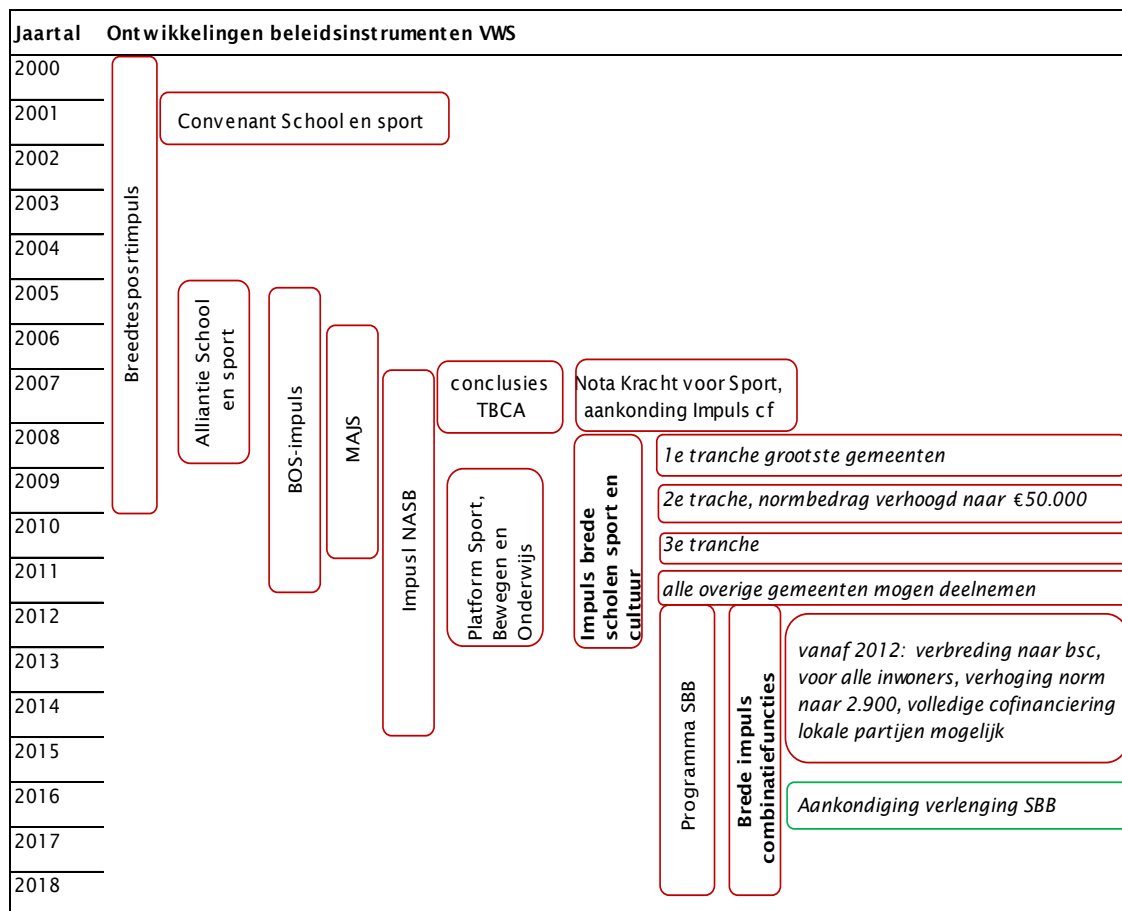 Jaartal Ontwikkelingen beleidsinstrumenten VWS
2000
2001
2002
2003
2004
2005
2006
2007
2008
2009
2010
2011
2012
2013
2014
2015
2016
2017
2018
Breedtesposrtimpuls
Convenant School en sport
Alliantie School
en sport
BOS-impuls
MAJS
Impusl NASB
conclusies
TBCA
Platform Sport,
Bewegen en
Onderwijs
Nota Kracht voor Sport,
aankonding Impuls cf
Impuls brede
scholen sport en
cultuur
1e tranche grootste gemeenten
2e trache, normbedrag verhoogd naar €50.000
3e tranche
alle overige gemeenten mogen deelnemen
Programma SBB
Brede impuls
combinatiefuncties
vanaf 2012: verbreding naar bsc,
voor alle inwoners, verhoging norm
naar 2.900, volledige cofinanciering
lokale partijen mogelijk
Aankondiging verlenging SBB